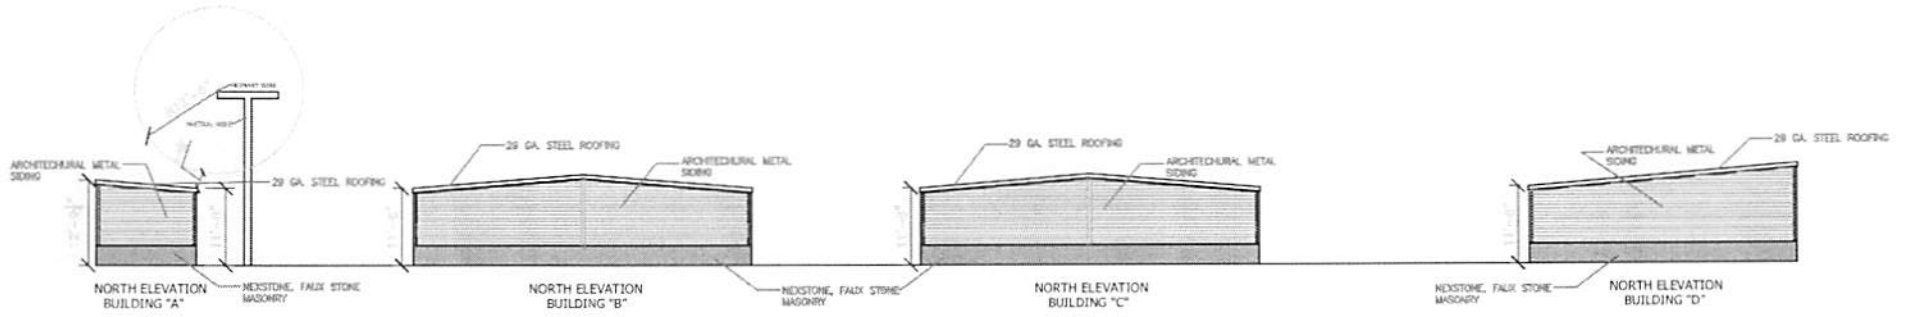 ARCHITECHURAL METAL
SIDING
METAL
29 GA. STEEL ROOFING
NEXSTONE, FAUX STONE
MASONRY
NORTH ELEVATION
BUILDING "A"
29 GA. STEEL ROOFING
ARCHITECHURAL METAL
SIDING
NORTH ELEVATION
BUILDING "B"
NEXSTONE, FAUX STONE
MASONRY
29 GA. STEEL ROOFING
ARCHITECHURAL METAL
SIDING
NORTH ELEVATION
BUILDING "C"
29 GA. STEEL ROOFING
ARCHITECHURAL METAL
SIDING
NEXSTONE, FAUX STONE
MASONRY
NORTH ELEVATION
BUILDING "D"